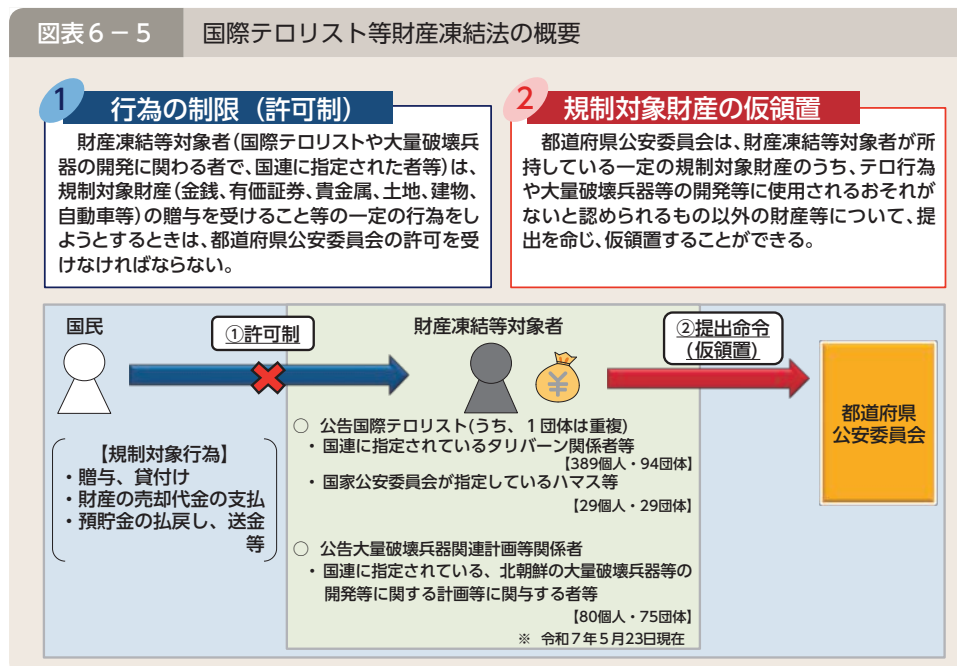 図表6-5
国際テロリスト等財産凍結法の概要
1
行為の制限（許可制）
財産凍結等対象者（国際テロリストや大量破壊兵
器の開発に関わる者で、国連に指定された者等）は、
規制対象財産（金銭、有価証券、貴金属、土地、建物、
自動車等）の贈与を受けること等の一定の行為をし
ようとするときは、都道府県公安委員会の許可を受
けなければならない。
2
規制対象財産の仮領置
都道府県公安委員会は、財産凍結等対象者が所
持している一定の規制対象財産のうち、テロ行為
や大量破壊兵器等の開発等に使用されるおそれが
ないと認められるもの以外の財産等について、提
出を命じ、仮領置することができる。
国民
①許可制
財産凍結等対象者
②提出命令
（仮領置）
¥
都道府県
公安委員会
【規制対象行為】
・贈与、貸付け
・財産の売却代金の支払
・預貯金の払戻し、送金
等
○ 公告国際テロリスト(うち、1団体は重複)
・国連に指定されているタリバーン関係者等
【389個人・94団体】
・国家公安委員会が指定しているハマス等
【29個人・29団体】
○ 公告大量破壊兵器関連計画等関係者
・国連に指定されている、北朝鮮の大量破壊兵器等の
開発等に関する計画等に関与する者等
【80個人・75団体】
※ 令和7年5月23日現在